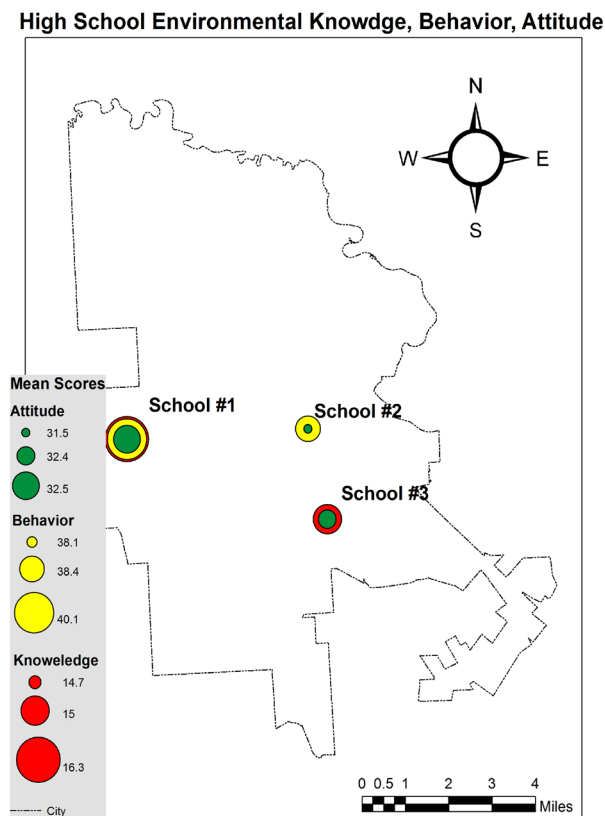 High School Environmental Knowdge, Behavior, Attitude
N
W E
S
Mean Scores
Attitude
31.5
32.4
32.5
Behavior
38.1
38.4
40.1
Knoweledge
14.7
15
16.3
City
School #1
School #2
School #3
0 0.5 1 2 3 4
Miles